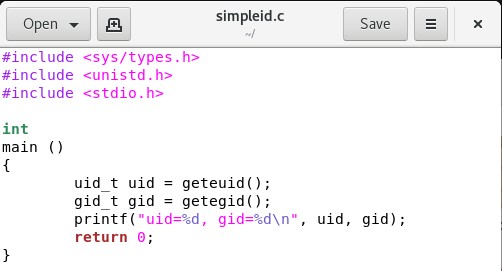 Open
simpleid.c
~/
Save
#include <sys/types.h>
#include <unistd.h>
#include <stdio.h>

int
main ()
{
        uid_t uid = geteuid();
        gid_t gid = getegid();
        printf("uid=%d, gid=%d\n", uid, gid);
        return 0;
}